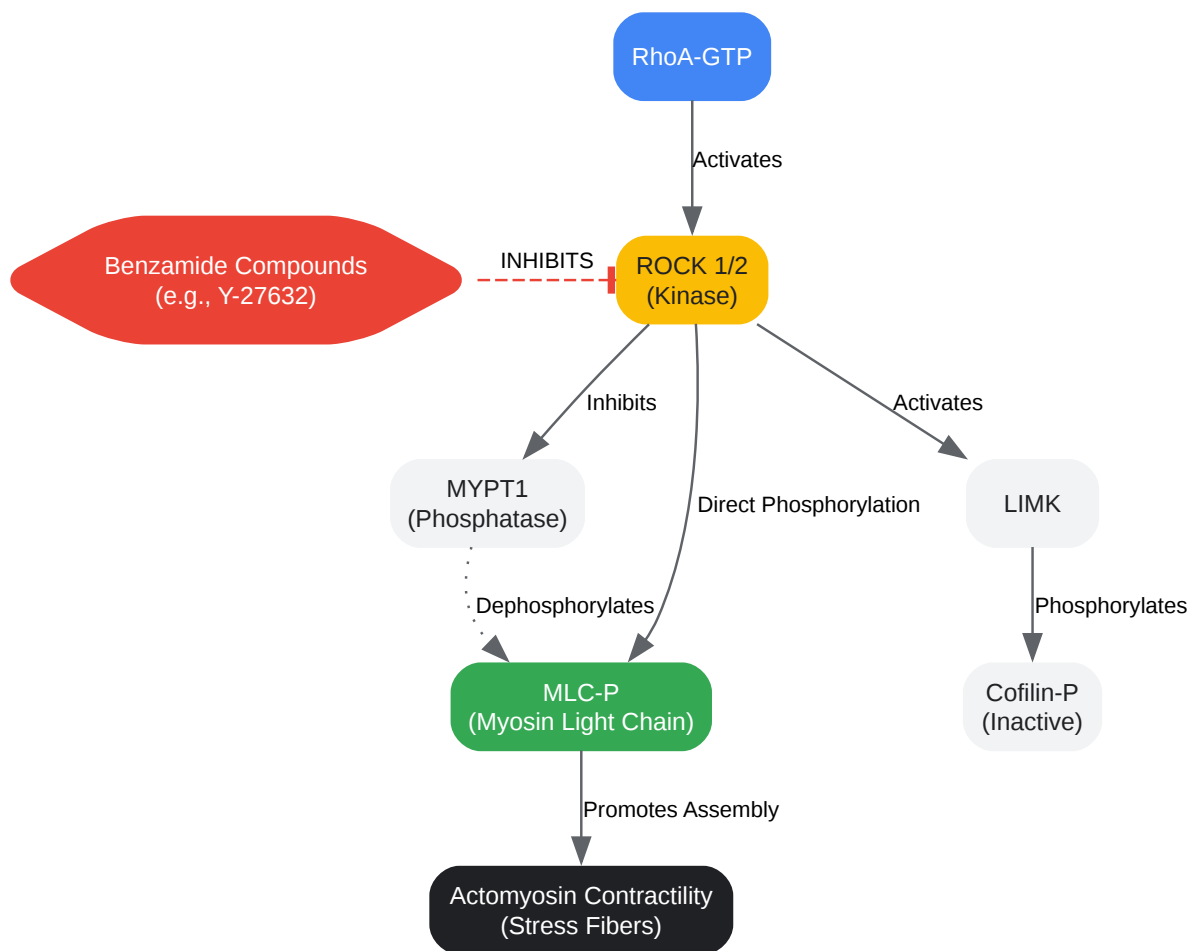 RhoA-GTP
Activates
Benzamide Compounds
(e.g., Y-27632)
INHIBITS
ROCK 1/2
(Kinase)
Inhibits
Activates
MYPT1
(Phosphatase)
Direct Phosphorylation
LIMK
Dephosphorylates
Phosphorylates
MLC-P
(Myosin Light Chain)
Cofilin-P
(Inactive)
Promotes Assembly
Actomyosin Contractility
(Stress Fibers)